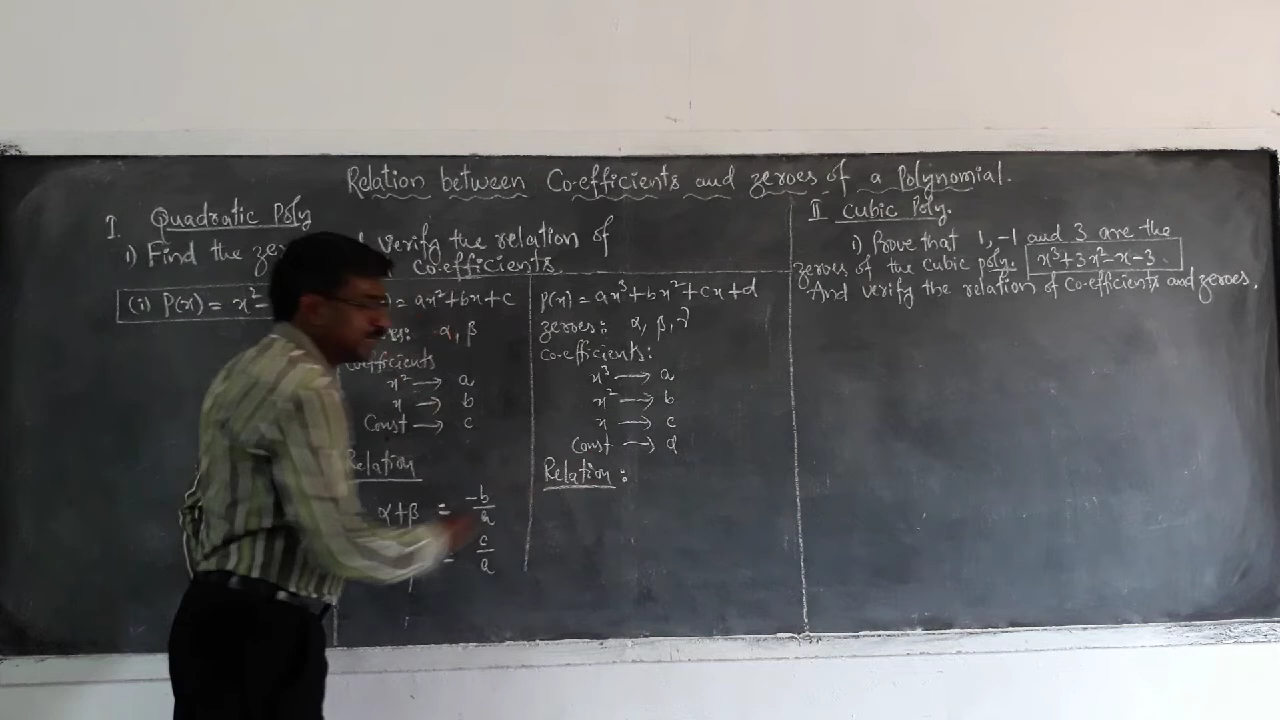 Relation between Co-efficients and zeroes of a Polynomial.
I. Quadratic Poly
1) Find the verify the relation of
co-efficients.
(i) P(x) = x² = ax²+bx+c
α, β
coefficients
x² → a
x → b
Const → c
Relation
α+β = -b/a
= c/a
p(x) = ax³+bx²+cx+d
zeroes: α, β, γ
co-efficients:
x³ → a
x² → b
x → c
Const → d
Relation:
II Cubic Poly.
1) Prove that 1, -1 and 3 are the
zeroes of the cubic poly. x³+3x²-x-3.
And verify the relation of co-efficients and zeroes.